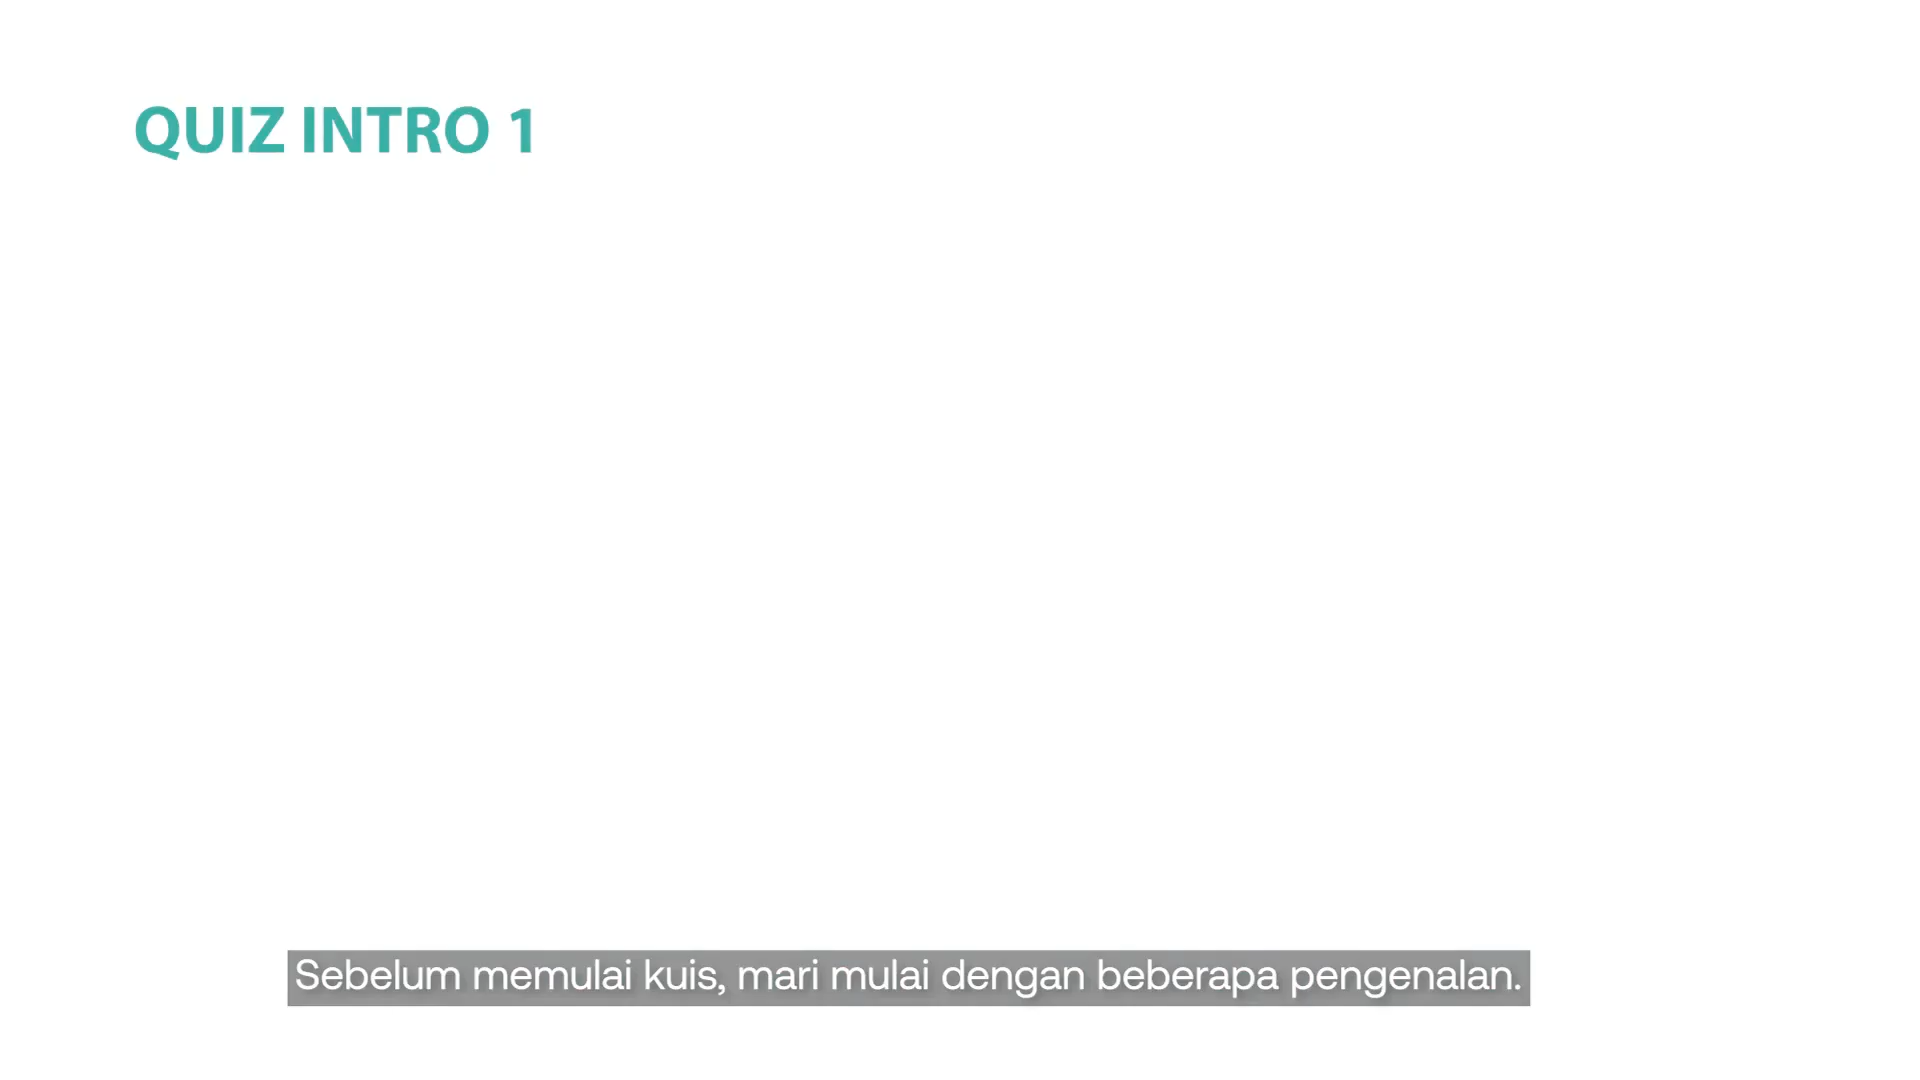 QUIZ INTRO 1
Sebelum memulai kuis, mari mulai dengan beberapa pengenalan.